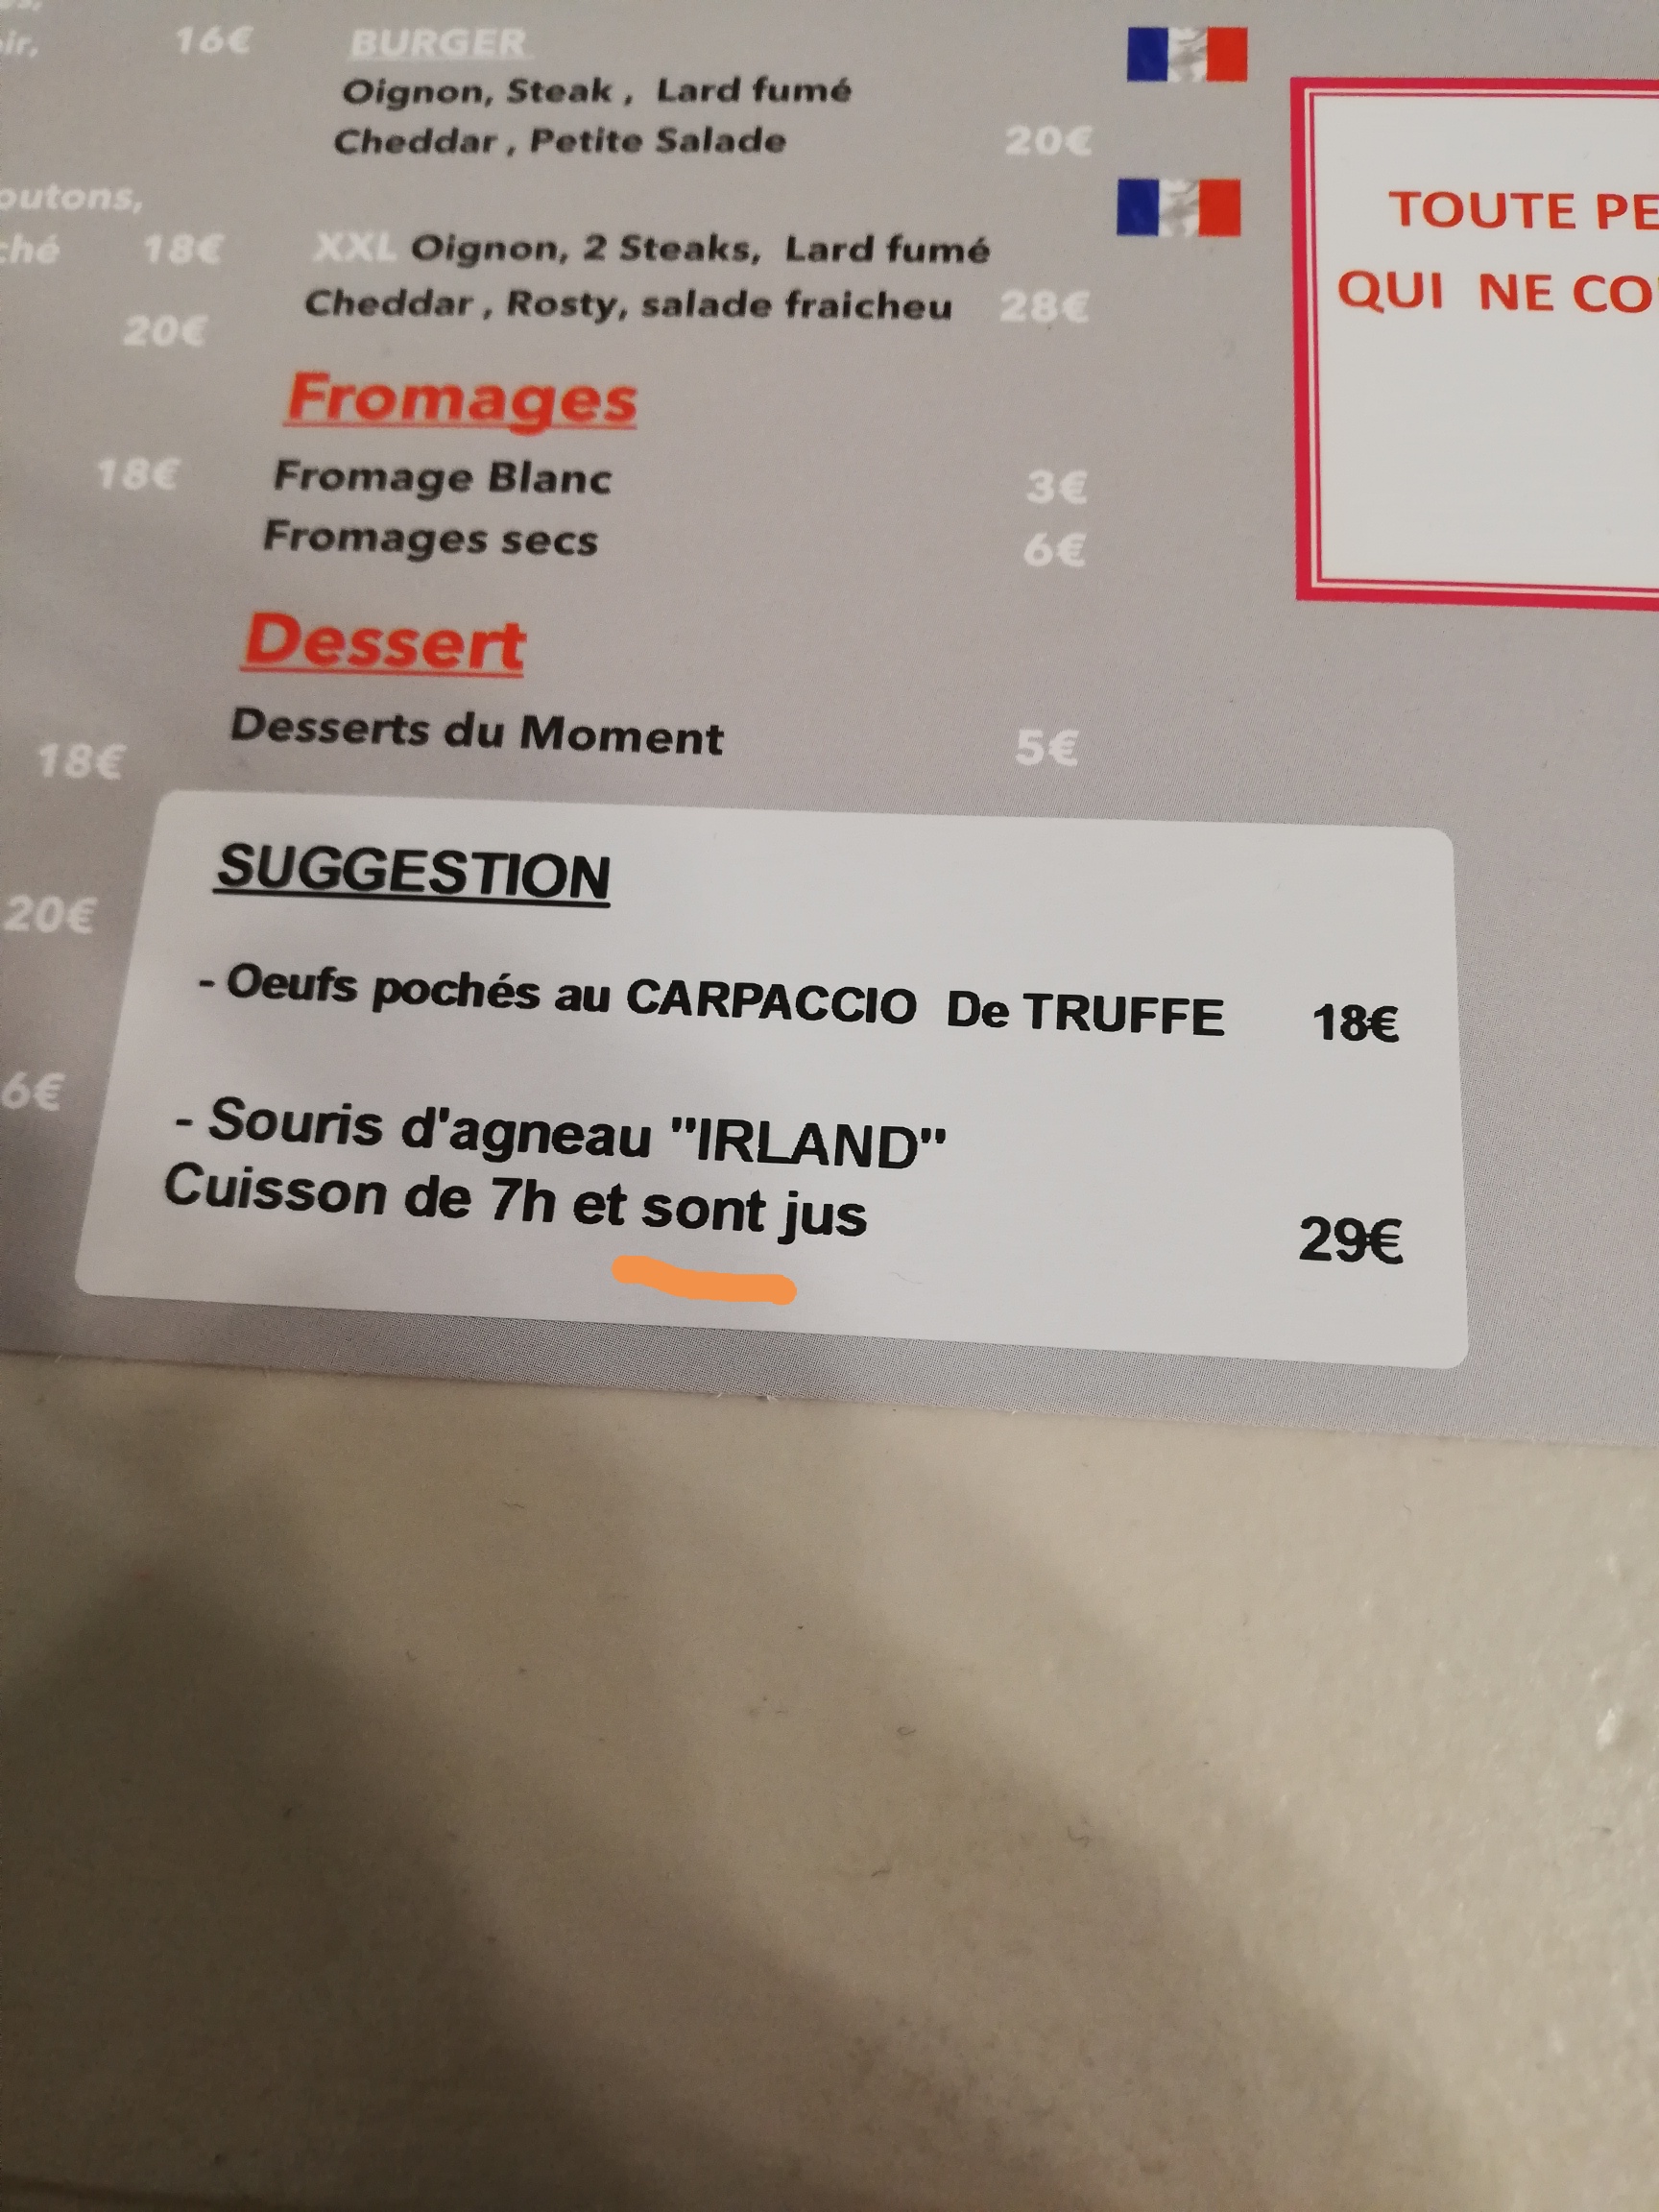 16€
BURGER
Oignon, Steak , Lard fumé
Cheddar , Petite Salade 20€
18€
XXL Oignon, 2 Steaks, Lard fumé
Cheddar , Rosty, salade fraicheu 28€
20€
Fromages
18€
Fromage Blanc 3€
Fromages secs 6€
Dessert
Desserts du Moment 5€
18€
20€
6€
SUGGESTION
- Oeufs pochés au CARPACCIO De TRUFFE 18€
- Souris d'agneau "IRLAND"
Cuisson de 7h et sont jus 29€
TOUTE PE
QUI NE CO